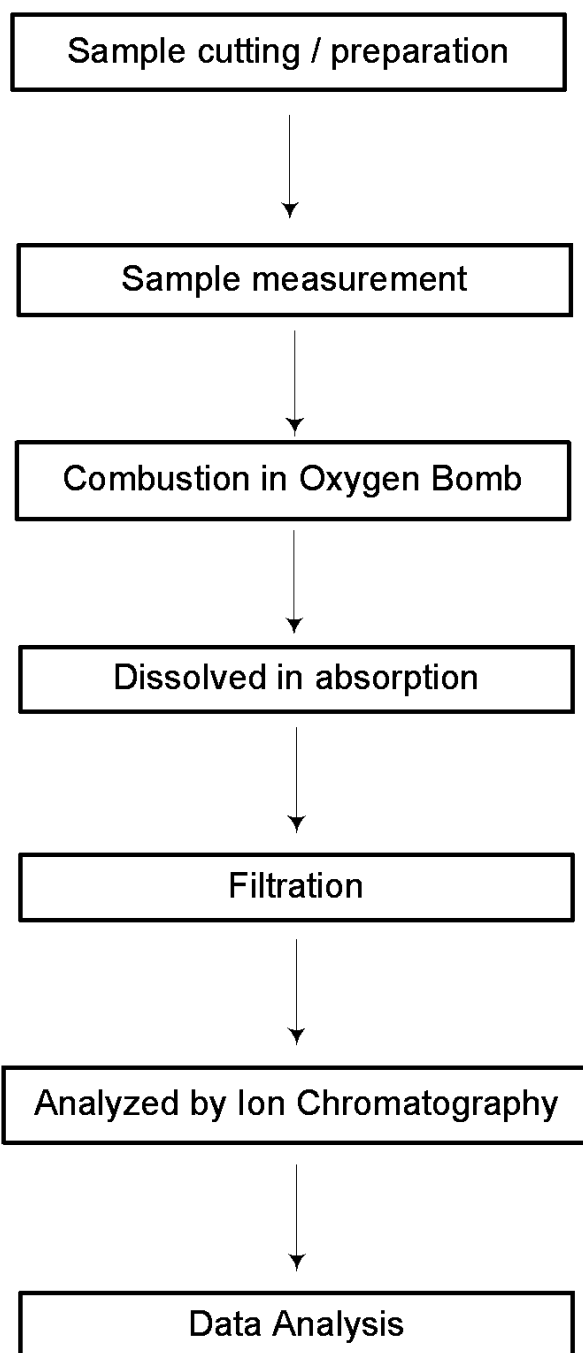 Sample cutting / preparation
Sample measurement
Combustion in Oxygen Bomb
Dissolved in absorption
Filtration
Analyzed by Ion Chromatography
Data Analysis